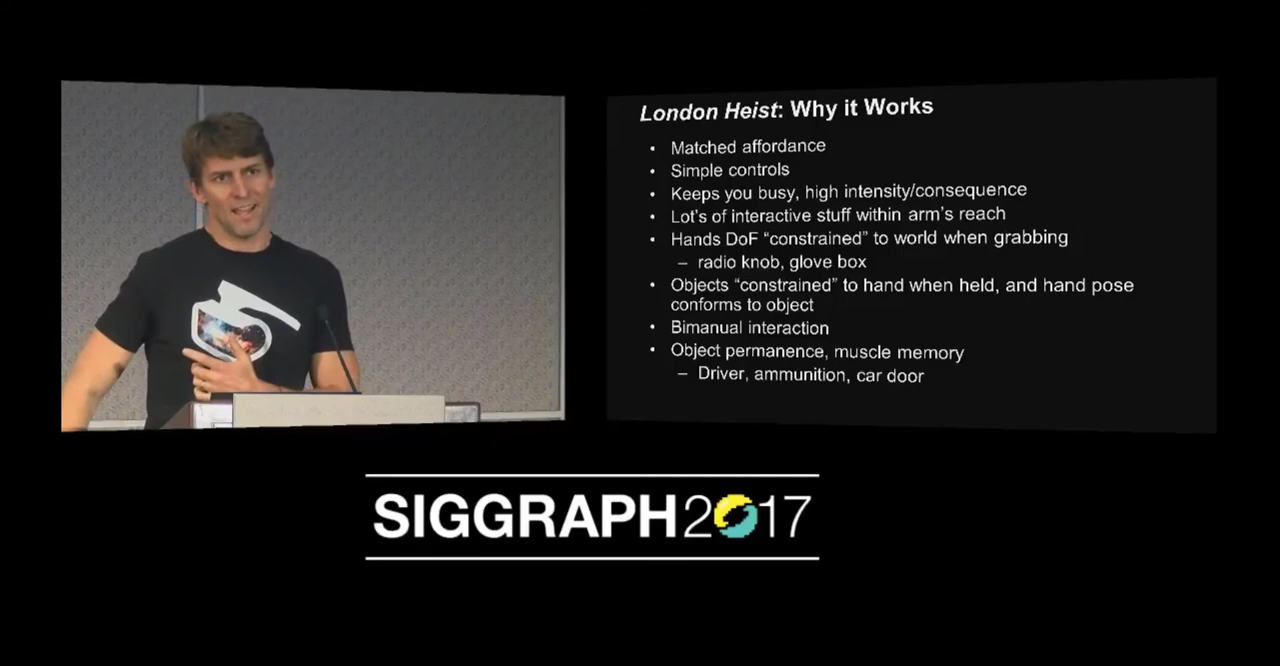 London Heist: Why it Works
• Matched affordance
• Simple controls
• Keeps you busy, high intensity/consequence
• Lot's of interactive stuff within arm's reach
• Hands DoF “constrained” to world when grabbing
– radio knob, glove box
• Objects “constrained” to hand when held, and hand pose
conforms to object
• Bimanual interaction
• Object permanence, muscle memory
– Driver, ammunition, car door
SIGGRAPH2017